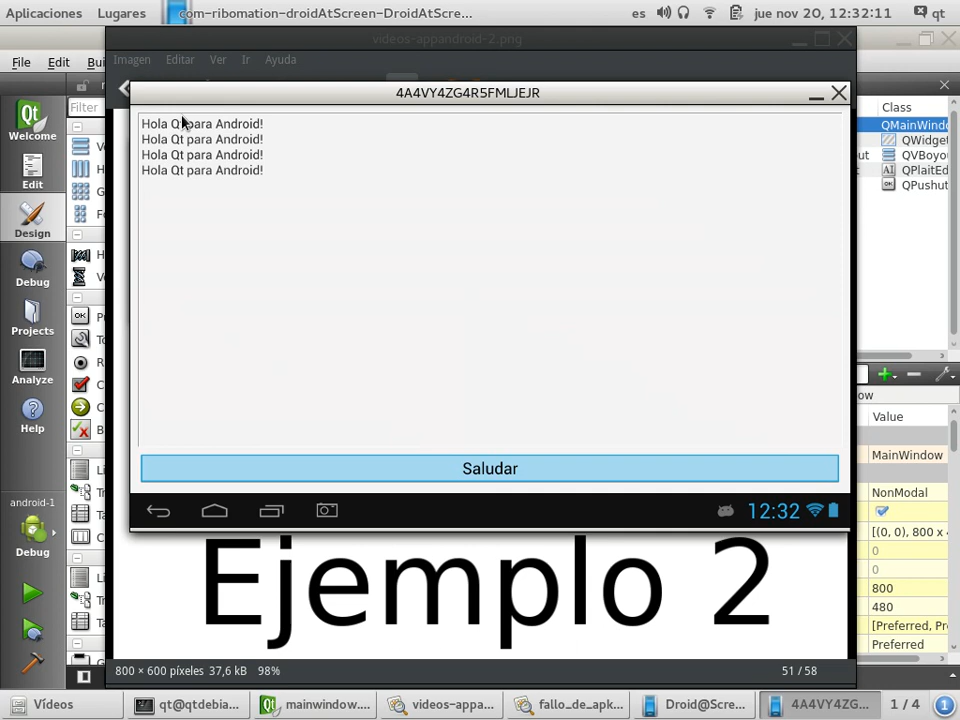 Aplicaciones Lugares com-ribomation-droidAtScreen-DroidAtScre... es jue nov 20, 12:32:11 qt
videos-appandroid-2.png
File Edit Bui
Imagen Editar Ver Ir Ayuda
4A4VY4ZG4R5FMLJEJR
Filter
Class
Hola Qt para Android!
Hola Qt para Android!
Hola Qt para Android!
Hola Qt para Android!
QMainWindo
QWidget
QVBoyou
QPlaitEd
QPushut
Welcome
Edit
Design
Debug
Projects
Analyze
Help
android-1
Debug
Value
MainWindow
NonModal
[(0, 0), 800 x
0
0
800
480
[Preferred, Pr
Preferred
Saludar
12:32
Ejemplo 2
800 × 600 píxeles 37,6 kB 98% 51 / 58
Vídeos qt@qtdebia... mainwindow.... videos-appa... fallo_de_apk... Droid@Scre... 4A4VY4ZG... 1 / 4 1